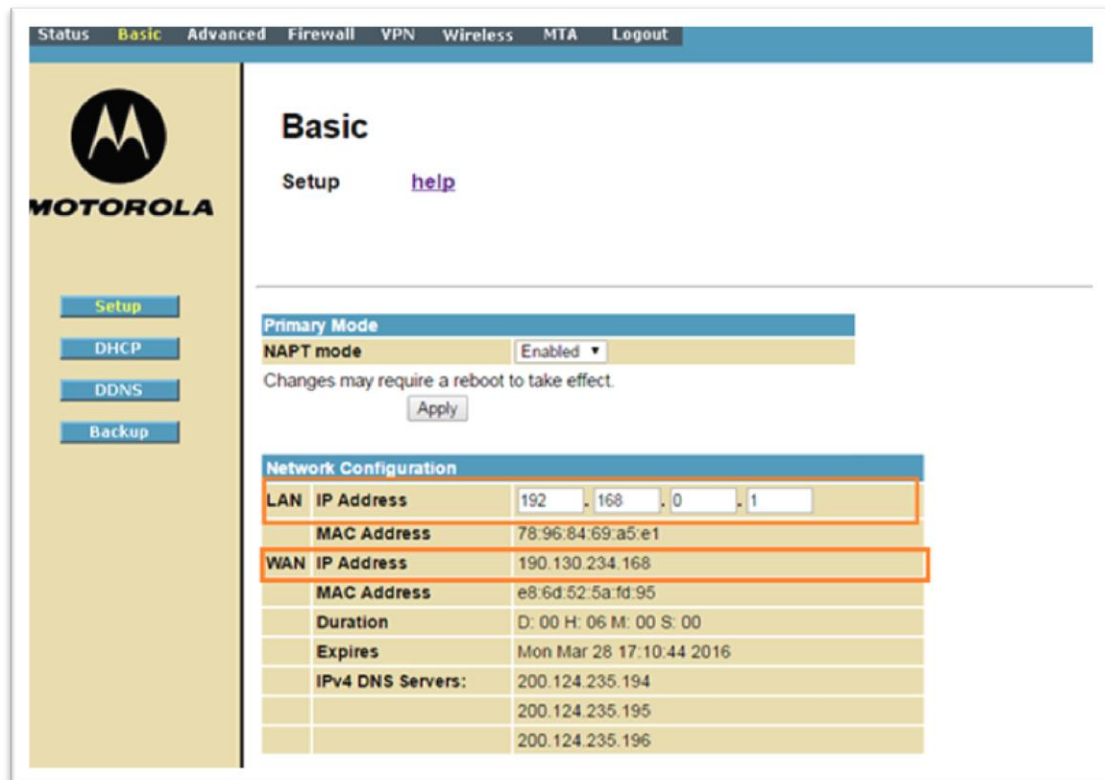 Status Basic Advanced Firewall VPN Wireless MTA Logout
MOTOROLA
Basic
Setup help
Setup
DHCP
DDNS
Backup
Primary Mode
NAPT mode Enabled
Changes may require a reboot to take effect.
Apply
Network Configuration
LAN IP Address 192 . 168 . 0 . 1
MAC Address 78:96:84:69:a5:e1
WAN IP Address 190.130.234.168
MAC Address e8:6d:52:5a:fd:95
Duration D: 00 H: 06 M: 00 S: 00
Expires Mon Mar 28 17:10:44 2016
IPv4 DNS Servers: 200.124.235.194
200.124.235.195
200.124.235.196